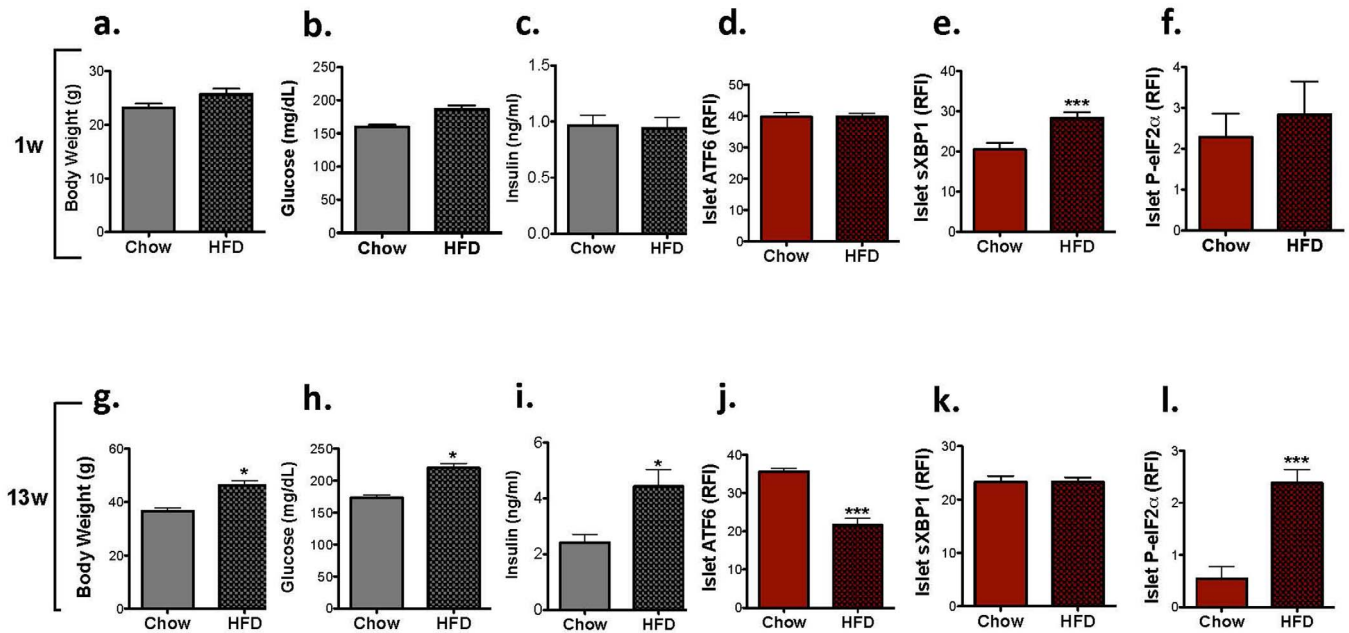 a.
b.
c.
d.
e.
f.
1w
Body Weight (g)
30
20
10
0
Chow HFD
Glucose (mg/dL)
250
200
150
100
50
0
Chow HFD
Insulin (ng/ml)
1.5
1.0
0.5
0.0
Chow HFD
Islet ATF6 (RFI)
50
40
30
20
10
0
Chow HFD
Islet sXBP1 (RFI)
40
30
20
10
0
***
Chow HFD
Islet P-eIF2α (RFI)
4
3
2
1
0
Chow HFD
g.
h.
i.
j.
k.
l.
13w
Body Weight (g)
60
40
20
0
*
Chow HFD
Glucose (mg/dL)
250
200
150
100
50
0
*
Chow HFD
Insulin (ng/ml)
6
4
2
0
*
Chow HFD
Islet ATF6 (RFI)
40
30
20
10
0
***
Chow HFD
Islet sXBP1 (RFI)
30
20
10
0
Chow HFD
Islet P-eIF2α (RFI)
3
2
1
0
***
Chow HFD